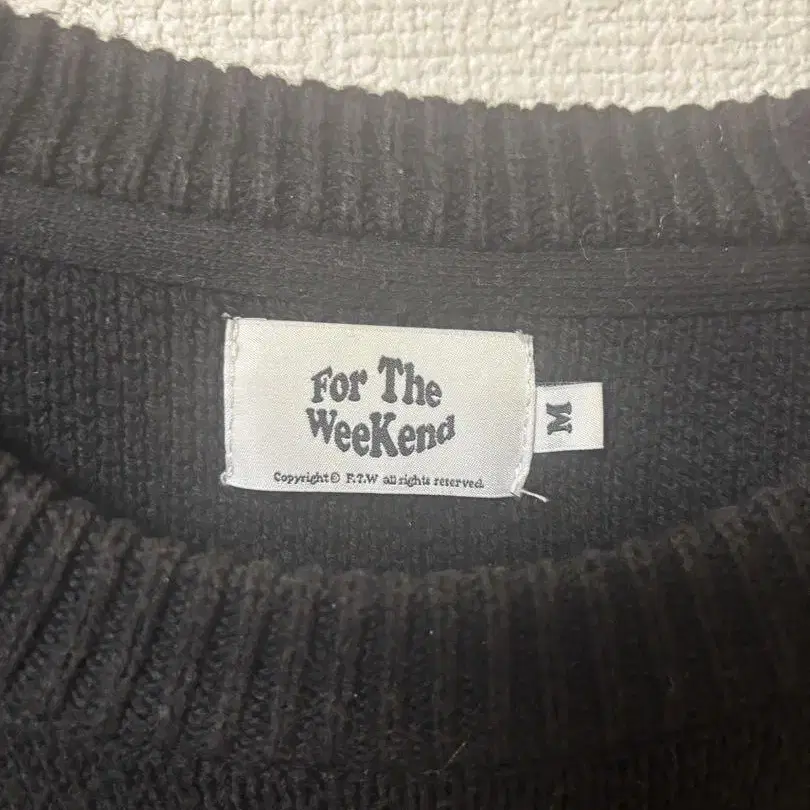 For The
WeeKend
Copyright© F.T.W all rights reserved.
M